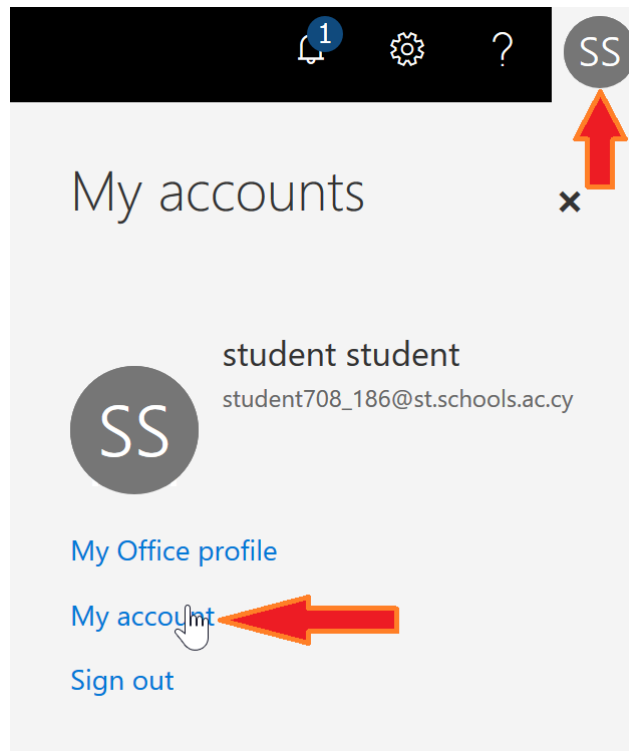 1
?
SS
My accounts
×
student student
student708_186@st.schools.ac.cy
SS
My Office profile
My account
Sign out